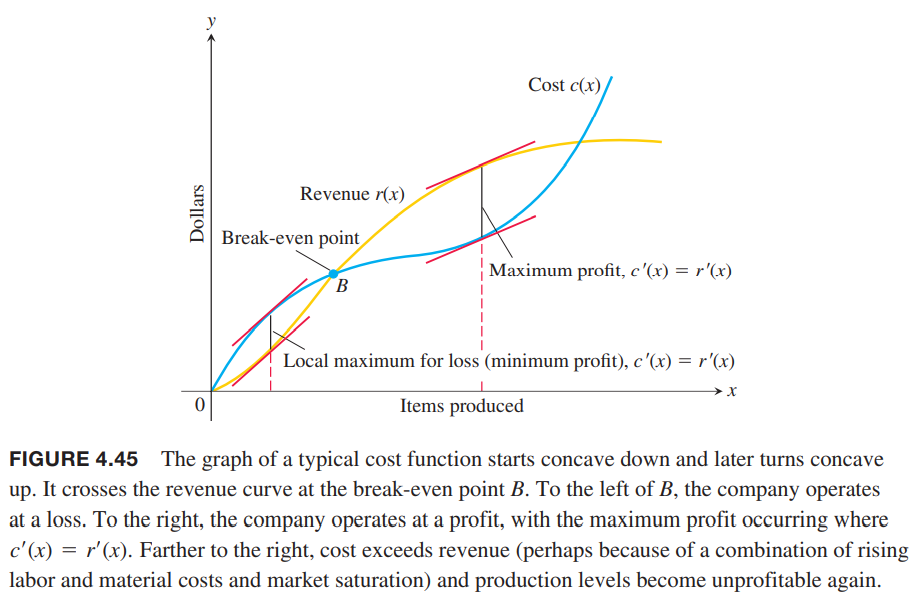 y
Cost c(x)
Revenue r(x)
Dollars
Break-even point
B
Maximum profit, c′(x) = r′(x)
Local maximum for loss (minimum profit), c′(x) = r′(x)
x
0
Items produced
FIGURE 4.45 The graph of a typical cost function starts concave down and later turns concave
up. It crosses the revenue curve at the break-even point B. To the left of B, the company operates
at a loss. To the right, the company operates at a profit, with the maximum profit occurring where
c′(x) = r′(x). Farther to the right, cost exceeds revenue (perhaps because of a combination of rising
labor and material costs and market saturation) and production levels become unprofitable again.